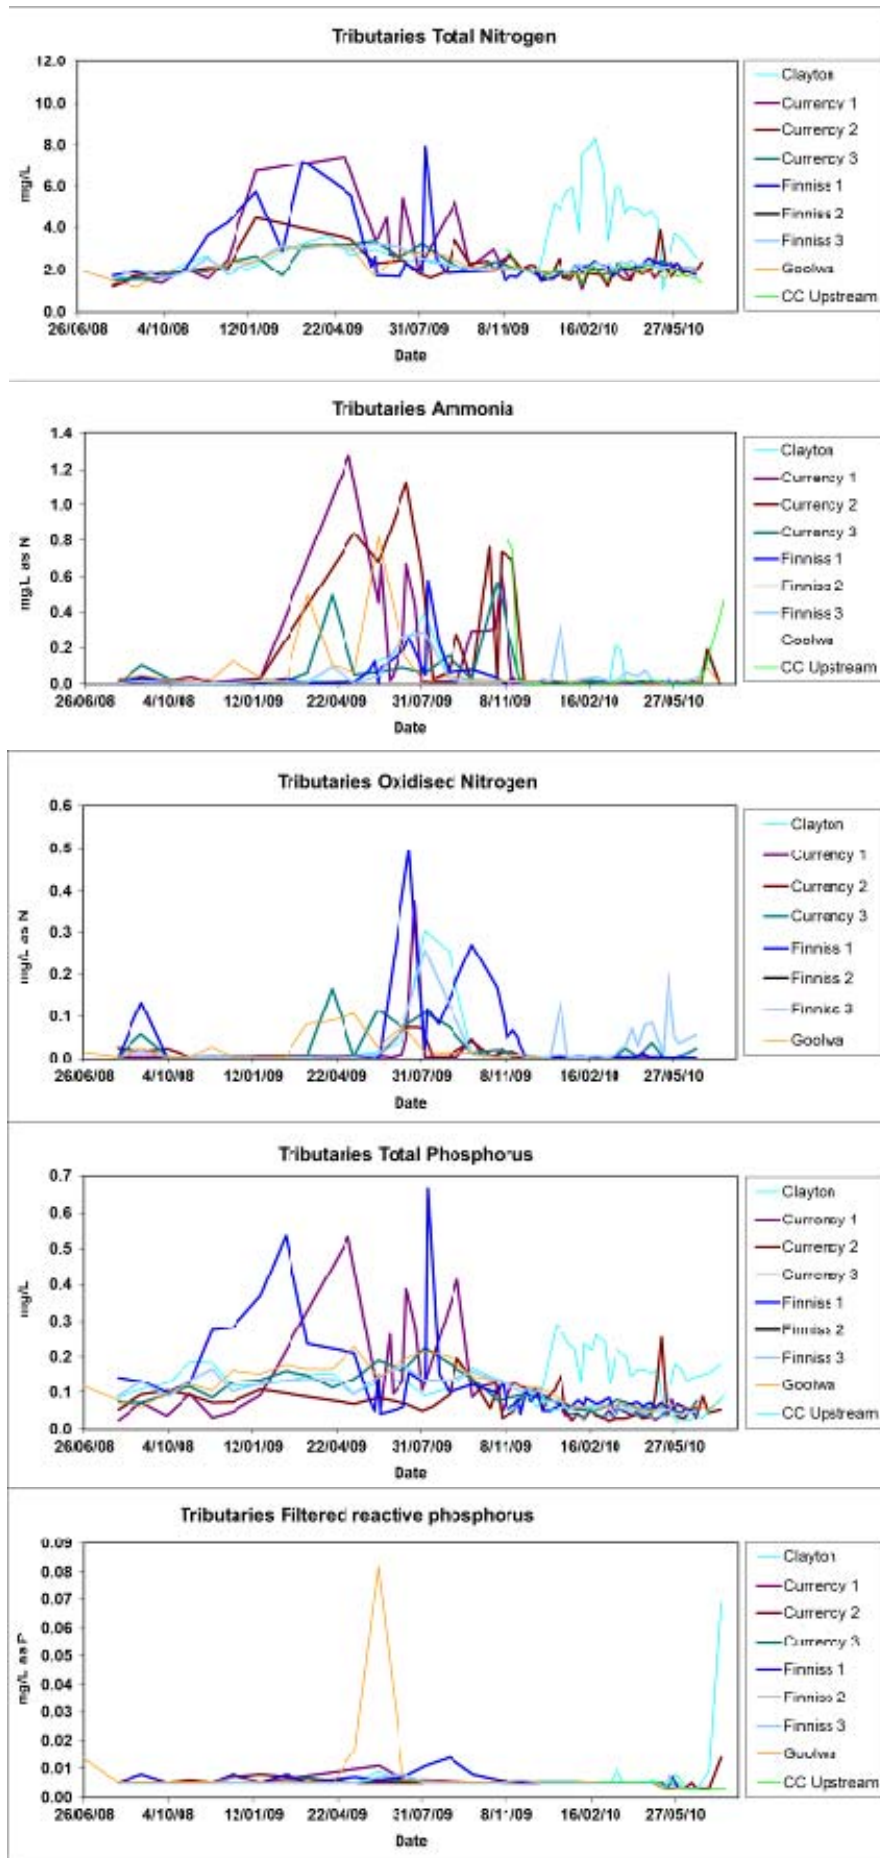 Tributaries Total Nitrogen
12.0
10.0
8.0
6.0
4.0
2.0
0.0
mg/L
26/06/08 4/10/08 12/01/09 22/04/09 31/07/09 8/11/09 16/02/10 27/05/10
Date
Clayton
Currency 1
Currency 2
Currency 3
Finniss 1
Finniss 2
Finniss 3
Goolwa
CC Upstream
Tributaries Ammonia
1.4
1.2
1.0
0.8
0.6
0.4
0.2
0.0
mg/L as N
26/06/08 4/10/08 12/01/09 22/04/09 31/07/09 8/11/09 16/02/10 27/05/10
Date
Clayton
Currency 1
Currency 2
Currency 3
Finniss 1
Finniss 2
Finniss 3
Goolwa
CC Upstream
Tributaries Oxidised Nitrogen
0.6
0.5
0.4
0.3
0.2
0.1
0.0
mg/L as N
26/06/08 4/10/08 12/01/09 22/04/09 31/07/09 8/11/09 16/02/10 27/05/10
Date
Clayton
Currency 1
Currency 2
Currency 3
Finniss 1
Finniss 2
Finniss 3
Goolwa
Tributaries Total Phosphorus
0.7
0.6
0.5
0.4
0.3
0.2
0.1
0.0
mg/L
26/06/08 4/10/08 12/01/09 22/04/09 31/07/09 8/11/09 16/02/10 27/05/10
Date
Clayton
Currency 1
Currency 2
Currency 3
Finniss 1
Finniss 2
Finniss 3
Goolwa
CC Upstream
Tributaries Filtered reactive phosphorus
0.09
0.08
0.07
0.06
0.05
0.04
0.03
0.02
0.01
0.00
mg/L as P
26/06/08 4/10/08 12/01/09 22/04/09 31/07/09 8/11/09 16/02/10 27/05/10
Date
Clayton
Currency 1
Currency 2
Currency 3
Finniss 1
Finniss 2
Finniss 3
Goolwa
CC Upstream